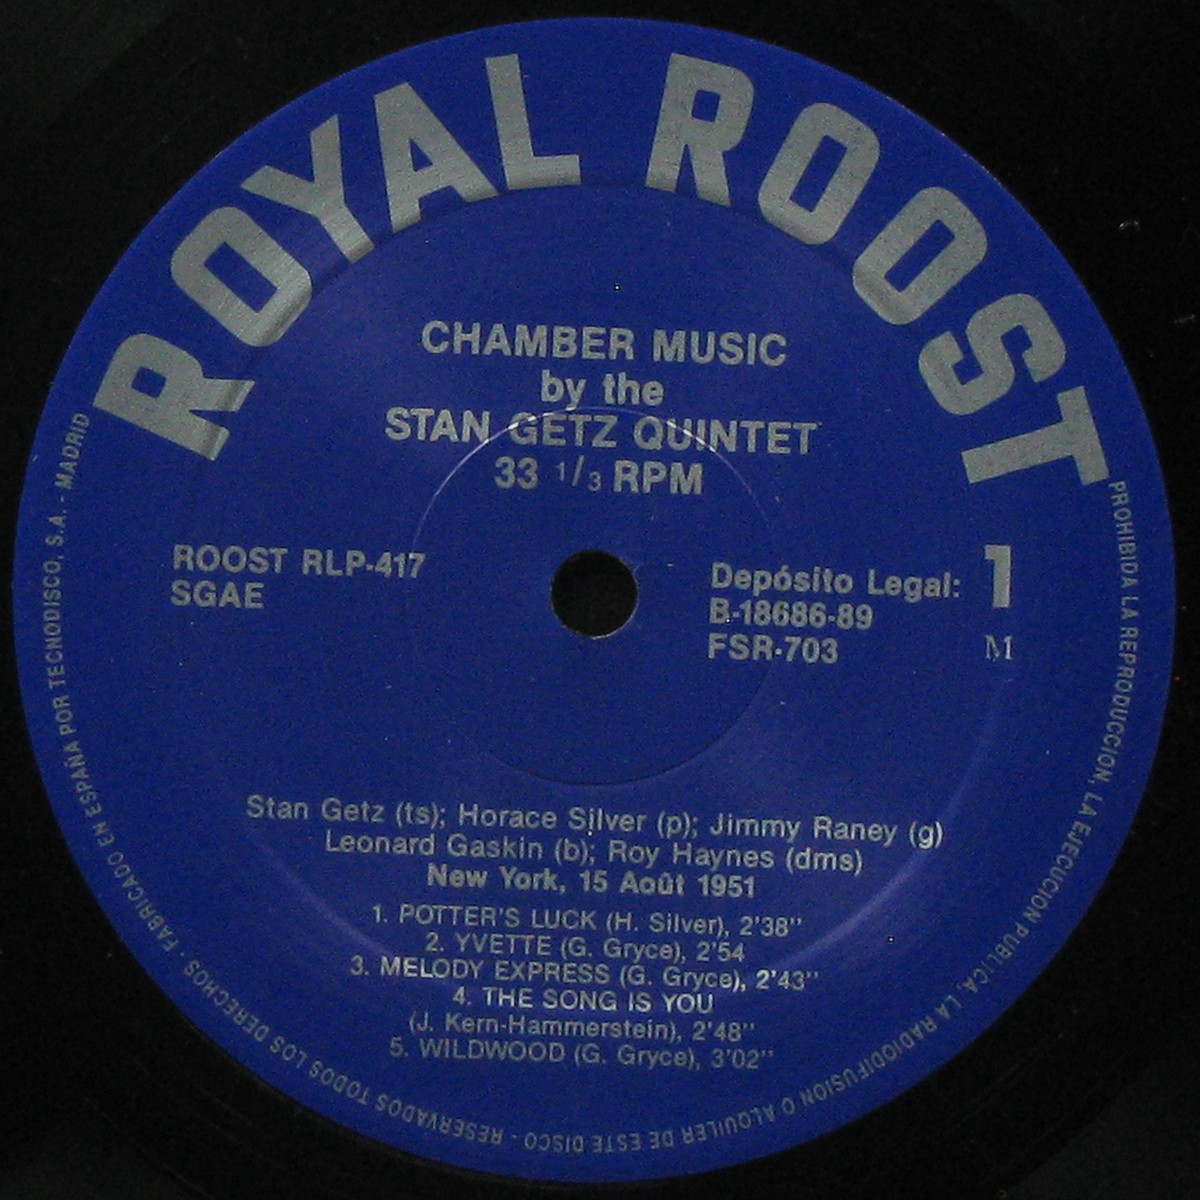 ROYAL ROOST
CHAMBER MUSIC
by the
STAN GETZ QUINTET
33 1/3 RPM
ROOST RLP-417
SGAE
Depósito Legal:
B-18686-89
FSR-703
1
M
Stan Getz (ts); Horace Silver (p); Jimmy Raney (g)
Leonard Gaskin (b); Roy Haynes (dms)
New York, 15 Août 1951
1. POTTER'S LUCK (H. Silver), 2'38"
2. YVETTE (G. Gryce), 2'54
3. MELODY EXPRESS (G. Gryce), 2'43"
4. THE SONG IS YOU
(J. Kern-Hammerstein), 2'48"
5. WILDWOOD (G. Gryce), 3'02"
PROHIBIDA LA REPRODUCCION, LA EJECUCION PUBLICA, LA RADIODIFUSION O ALQUILER DE ESTE DISCO - RESERVADOS TODOS LOS DERECHOS - FABRICADO EN ESPAÑA POR TECNODISCO, S.A. - MADRID